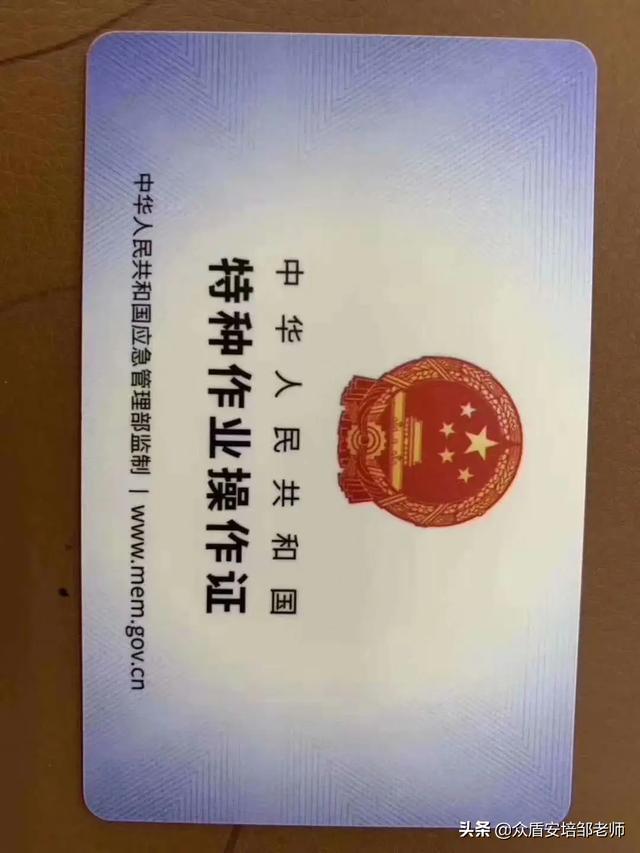 中华人民共和国
特种作业操作证
中华人民共和国应急管理部监制 | www.mem.gov.cn
头条 @众盾安培邹老师